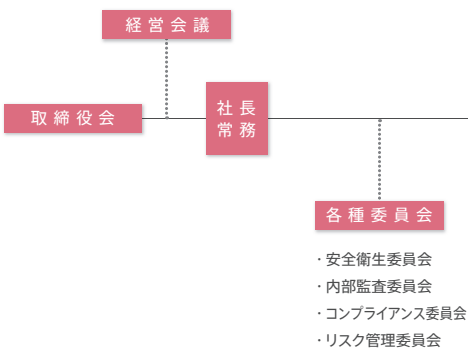 経営会議
取締役会
社長
常務
各種委員会
・安全衛生委員会
・内部監査委員会
・コンプライアンス委員会
・リスク管理委員会